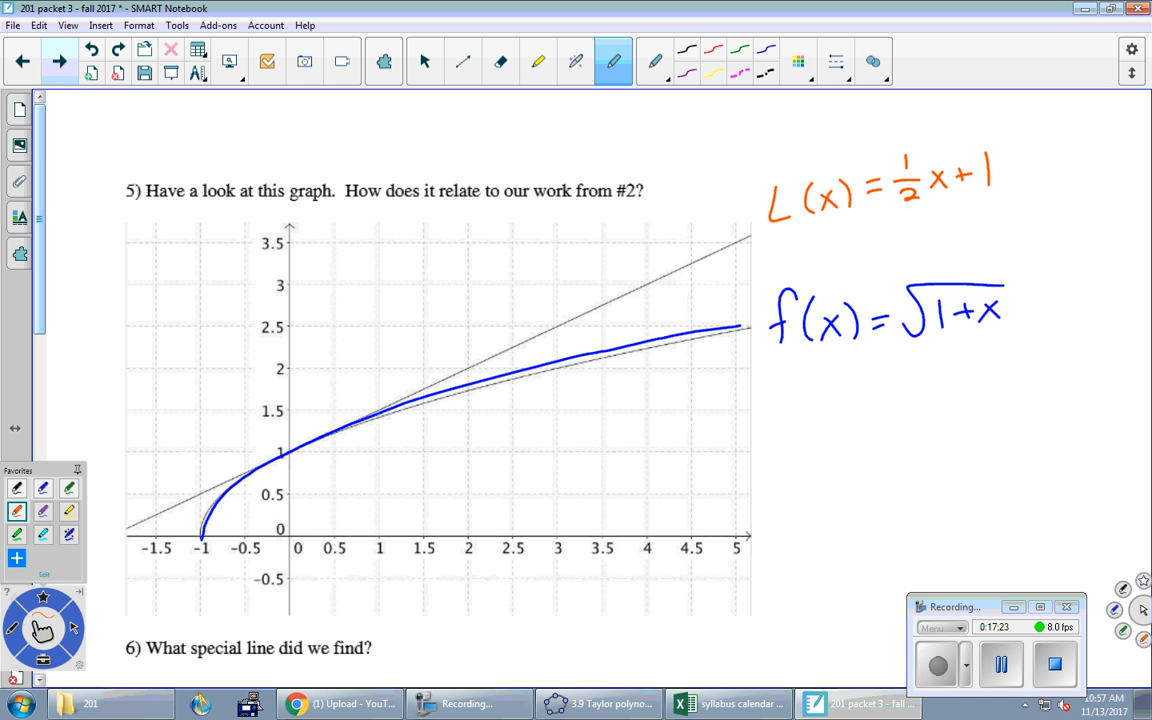 201 packet 3 - fall 2017 * - SMART Notebook
File Edit View Insert Format Tools Add-ons Account Help
5) Have a look at this graph. How does it relate to our work from #2?
L(x) = 1/2 x + 1
f(x) = √1+x
3.5
3
2.5
2
1.5
1
0.5
0
-1.5 -1 -0.5 0 0.5 1 1.5 2 2.5 3 3.5 4 4.5 5
-0.5
6) What special line did we find?
Favorites
Edit
?
Recording...
Menu 0:17:23 8.0 fps
201 (1) Upload - YouT... Recording... 3.9 Taylor polyno... syllabus calendar ... 201 packet 3 - fall ...
10:57 AM
11/13/2017